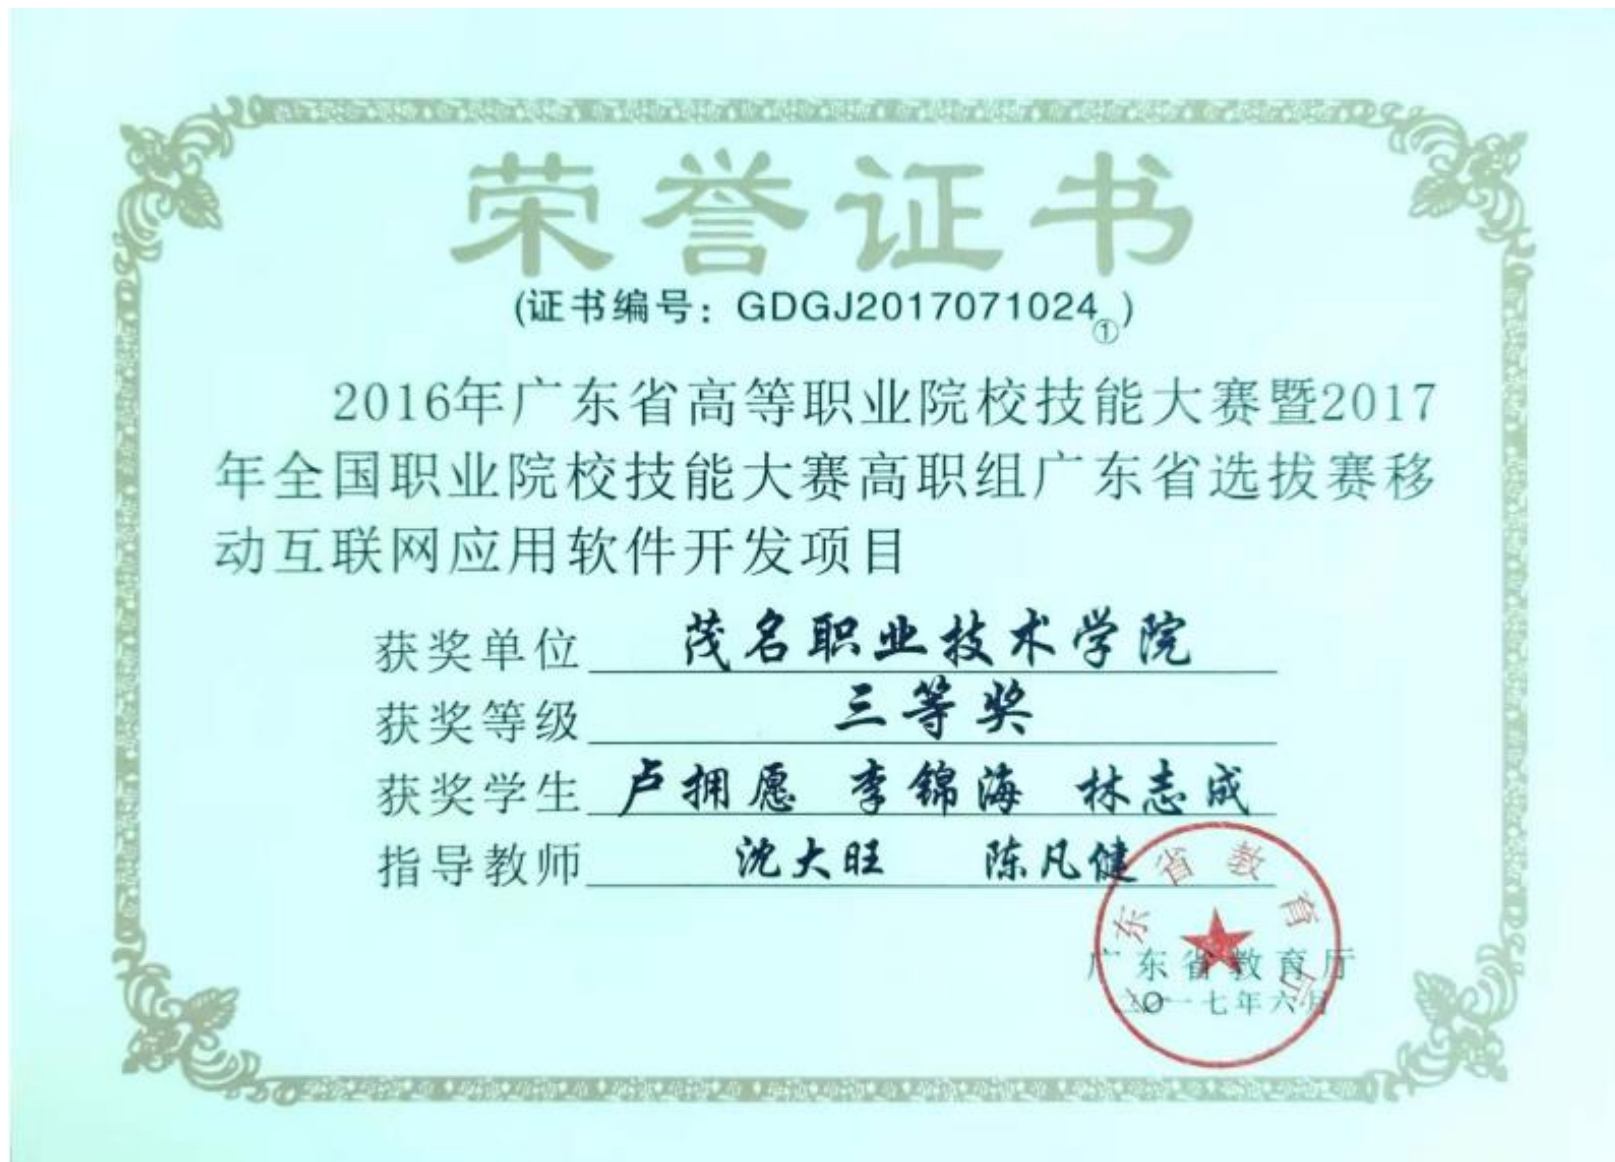 荣誉证书
(证书编号：GDGJ2017071024①)
2016年广东省高等职业院校技能大赛暨2017
年全国职业院校技能大赛高职组广东省选拔赛移
动互联网应用软件开发项目
获奖单位 茂名职业技术学院
获奖等级 三等奖
获奖学生 卢拥愿 李锦海 林志成
指导教师 沈大旺 陈凡健
广东省教育厅
广东省教育厅
二〇一七年六月